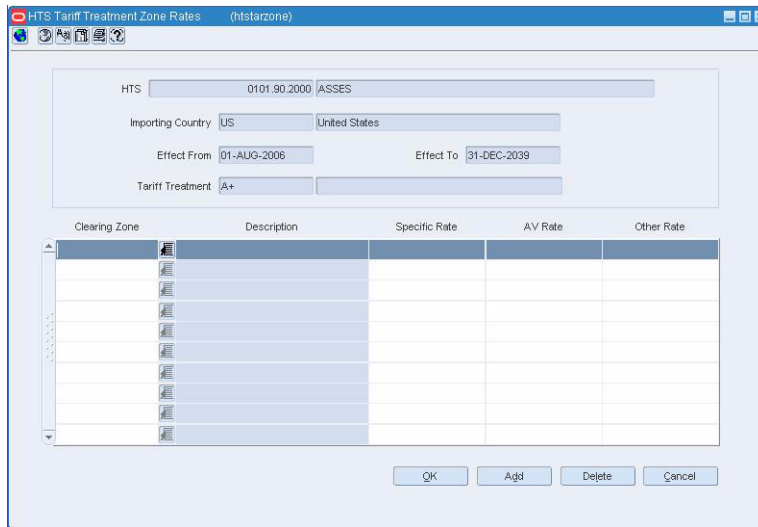 HTS Tariff Treatment Zone Rates (htstarzone)
HTS 0101.90.2000 ASSES
Importing Country US United States
Effect From 01-AUG-2006 Effect To 31-DEC-2039
Tariff Treatment A+
Clearing Zone Description Specific Rate AV Rate Other Rate
OK Add Delete Cancel